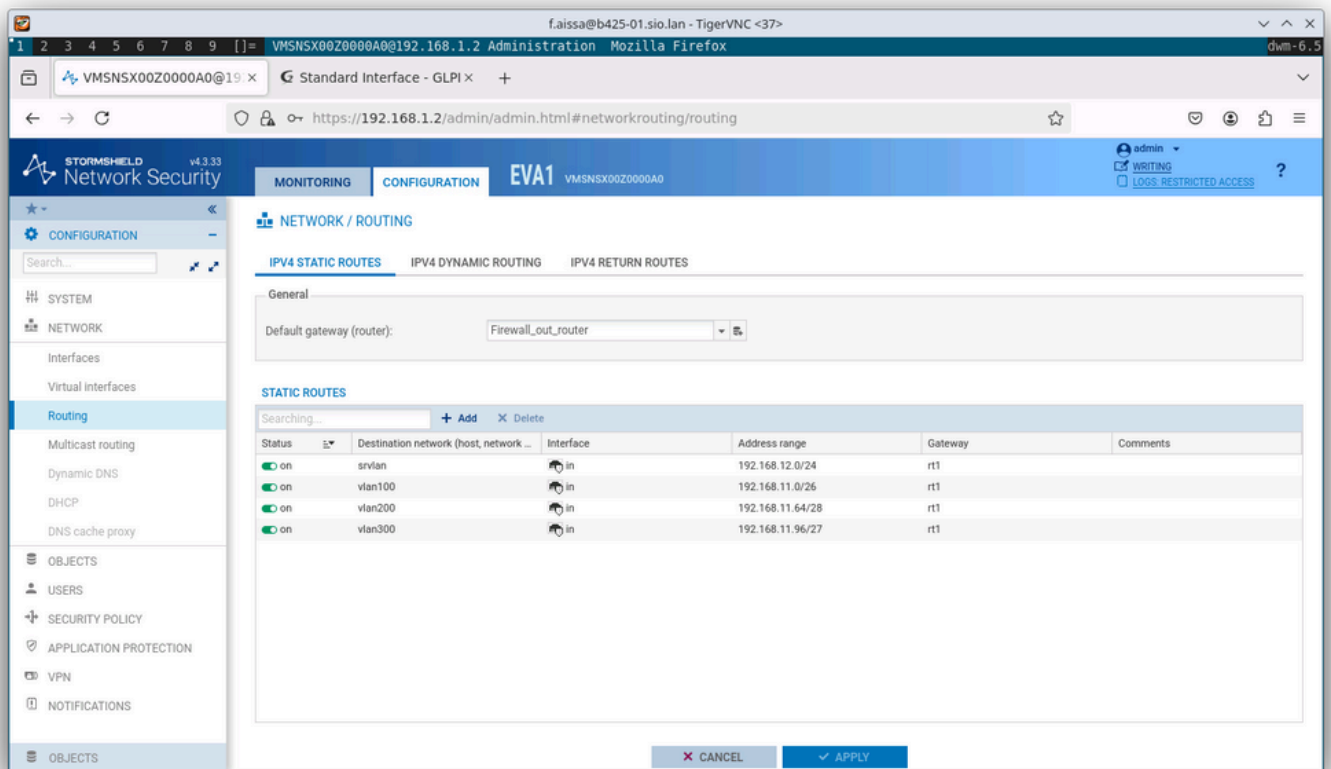 f.aissa@b425-01.sio.lan - TigerVNC <37>
1 2 3 4 5 6 7 8 9 []= VMSNSX00Z0000A0@192.168.1.2 Administration Mozilla Firefox dwm-6.5
VMSNSX00Z0000A0@19 Standard Interface - GLPI
https://192.168.1.2/admin/admin.html#networkrouting/routing
STORMSHIELD v4.3.33
Network Security
MONITORING CONFIGURATION EVA1 VMSNSX00Z0000A0
admin
WRITING
LOGS: RESTRICTED ACCESS
?
CONFIGURATION
Search...
SYSTEM
NETWORK
Interfaces
Virtual interfaces
Routing
Multicast routing
Dynamic DNS
DHCP
DNS cache proxy
OBJECTS
USERS
SECURITY POLICY
APPLICATION PROTECTION
VPN
NOTIFICATIONS
OBJECTS
NETWORK / ROUTING
IPV4 STATIC ROUTES IPV4 DYNAMIC ROUTING IPV4 RETURN ROUTES
General
Default gateway (router): Firewall_out_router
STATIC ROUTES
Searching... + Add X Delete
Status Destination network (host, network ... Interface Address range Gateway Comments
on srvlan in 192.168.12.0/24 rt1
on vlan100 in 192.168.11.0/26 rt1
on vlan200 in 192.168.11.64/28 rt1
on vlan300 in 192.168.11.96/27 rt1
CANCEL APPLY